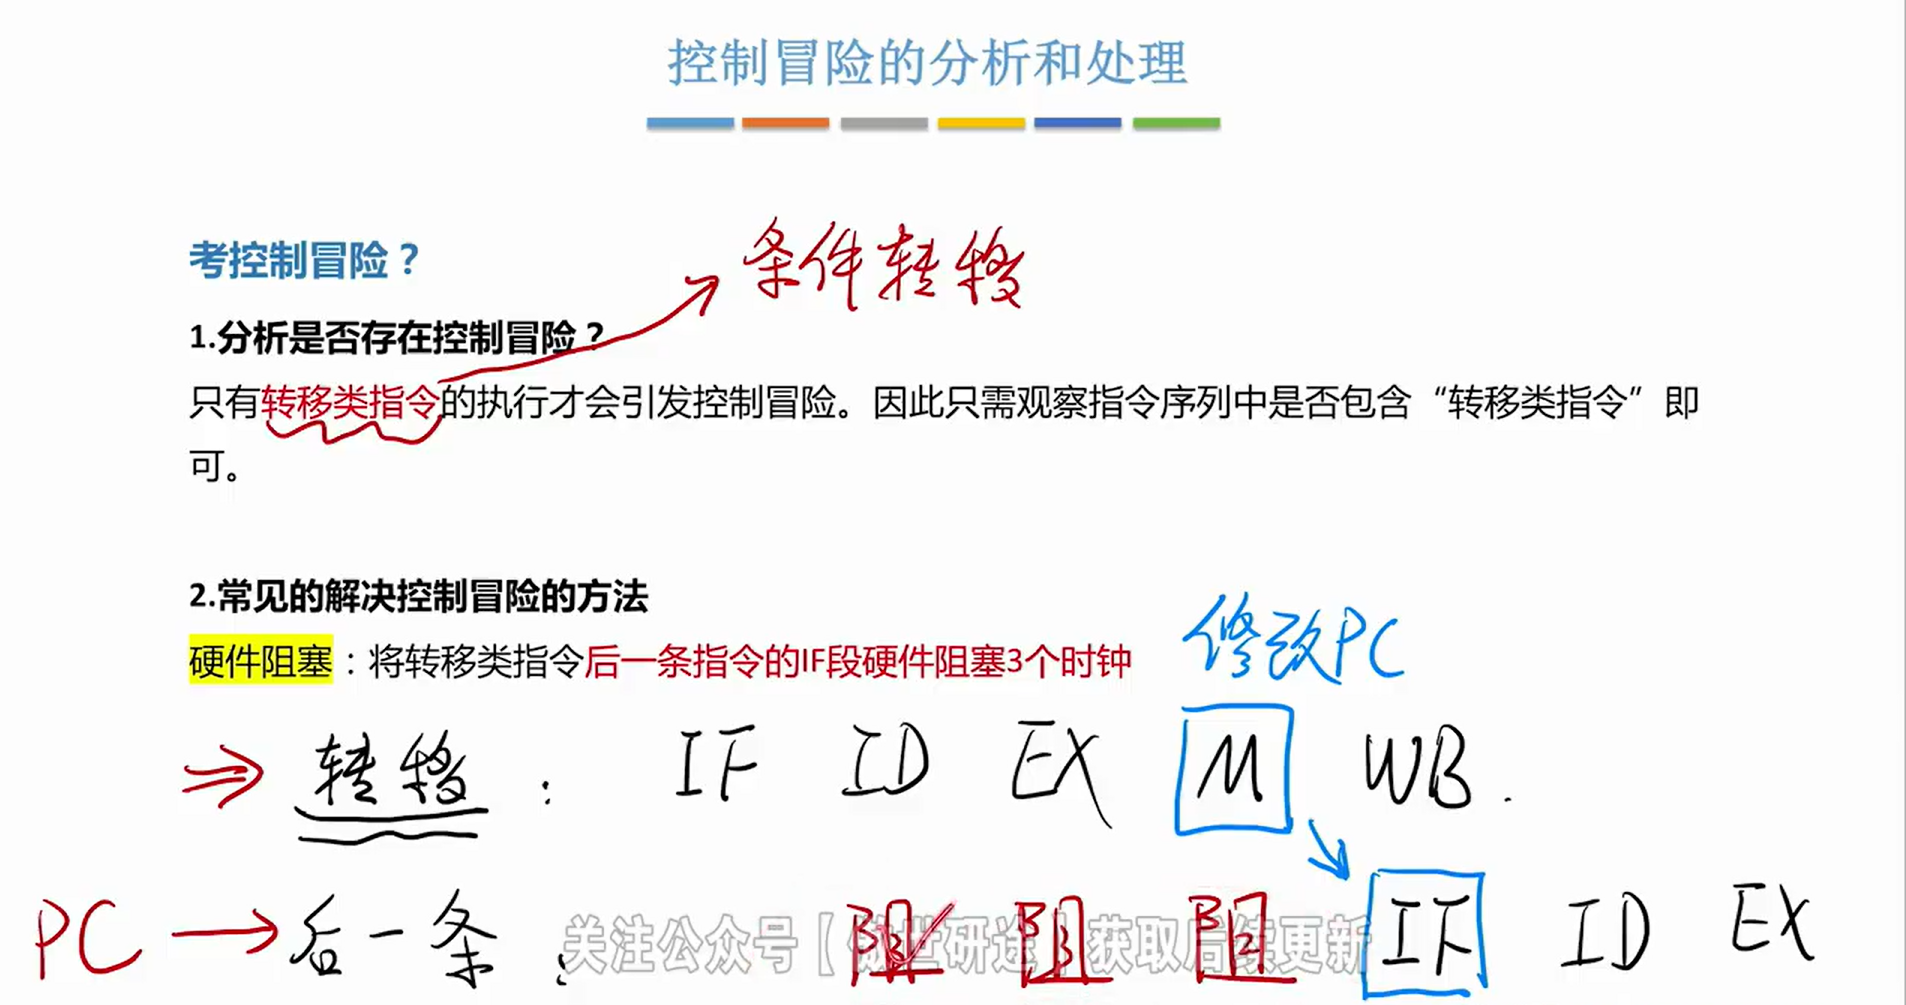 控制冒险的分析和处理
条件转移
考控制冒险？
1.分析是否存在控制冒险？
只有转移类指令的执行才会引发控制冒险。因此只需观察指令序列中是否包含“转移类指令”即
可。
2.常见的解决控制冒险的方法
修改PC
硬件阻塞：将转移类指令后一条指令的IF段硬件阻塞3个时钟
⇒ 转移： IF ID EX M WB.
PC → 后一条： 阻 阻 阻 IF ID EX
关注公众号【傲世研途】获取后续更新